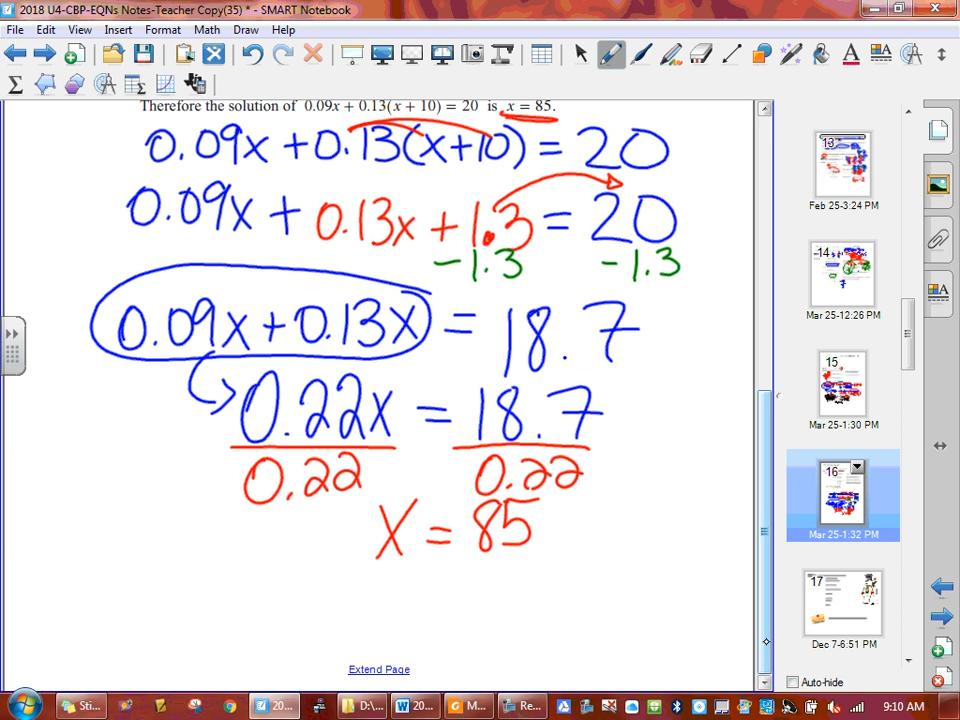 2018 U4-CBP-EQNs Notes-Teacher Copy(35) * - SMART Notebook
File Edit View Insert Format Math Draw Help
Therefore the solution of 0.09x + 0.13(x + 10) = 20 is x = 85.
0.09x + 0.13(x+10) = 20
0.09x + 0.13x + 1.3 = 20
-1.3 -1.3
0.09x + 0.13x = 18.7
0.22x = 18.7
0.22 0.22
x = 85
Extend Page
13
Feb 25-3:24 PM
14
Mar 25-12:26 PM
15
Mar 25-1:30 PM
16
Mar 25-1:32 PM
17
Dec 7-6:51 PM
Auto-hide
Sti... 20... D:\... 20... M... Re... 9:10 AM